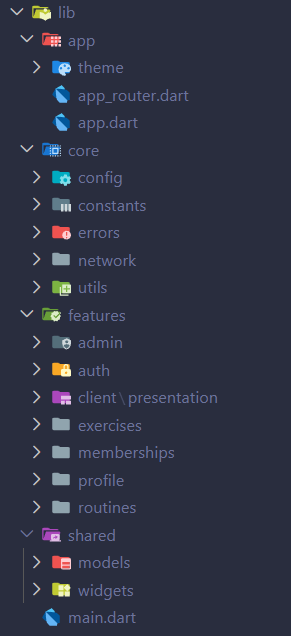 lib
app
theme
app_router.dart
app.dart
core
config
constants
errors
network
utils
features
admin
auth
client\presentation
exercises
memberships
profile
routines
shared
models
widgets
main.dart